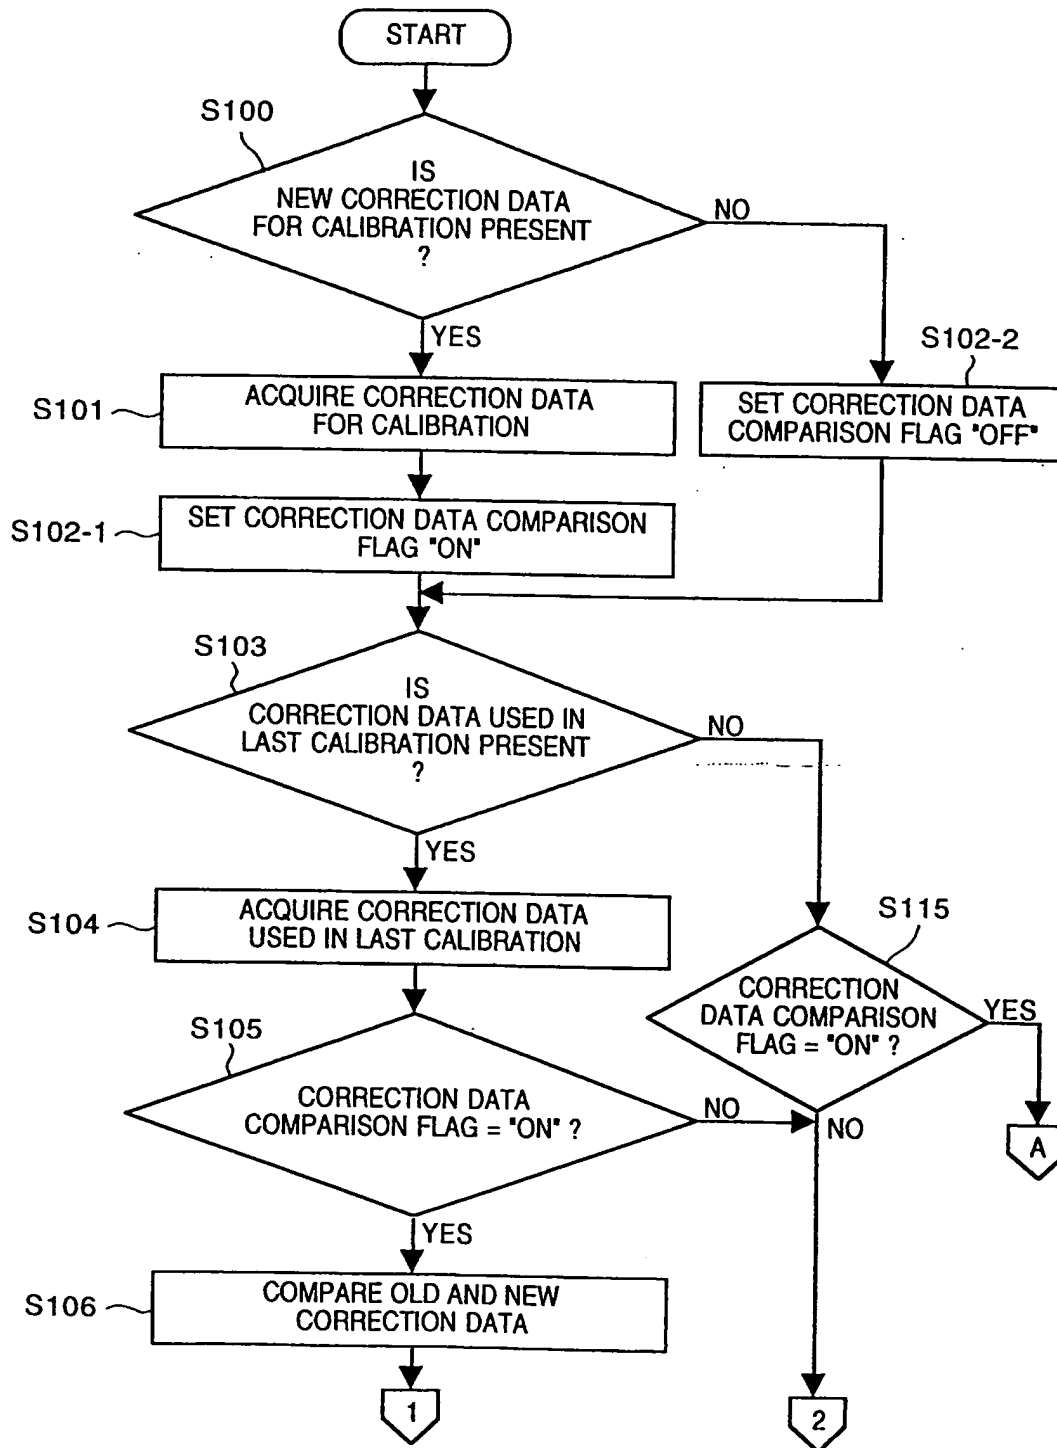 START
S100
IS
NEW CORRECTION DATA
FOR CALIBRATION PRESENT
?
NO
YES
S102-2
S101
ACQUIRE CORRECTION DATA
FOR CALIBRATION
SET CORRECTION DATA
COMPARISON FLAG "OFF"
S102-1
SET CORRECTION DATA COMPARISON
FLAG "ON"
S103
IS
CORRECTION DATA USED IN
LAST CALIBRATION PRESENT
?
NO
YES
S104
ACQUIRE CORRECTION DATA
USED IN LAST CALIBRATION
S115
CORRECTION
DATA COMPARISON
FLAG = "ON" ?
YES
NO
A
S105
CORRECTION DATA
COMPARISON FLAG = "ON" ?
NO
YES
S106
COMPARE OLD AND NEW
CORRECTION DATA
1
2